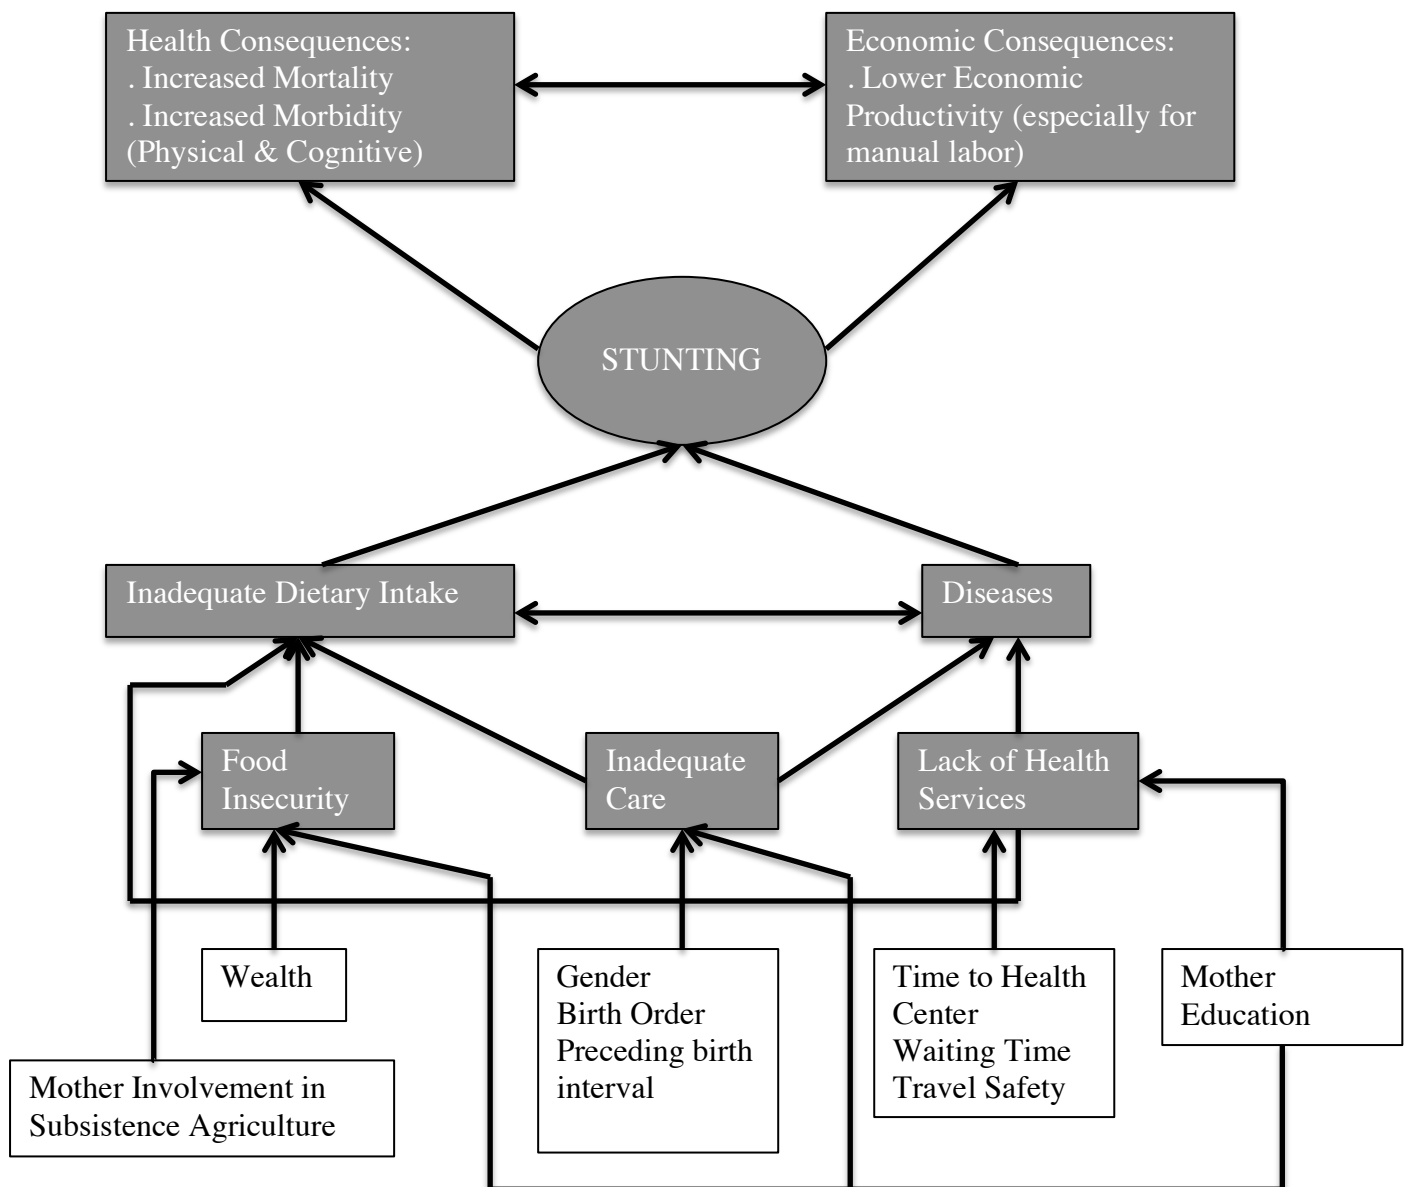 Health Consequences:
. Increased Mortality
. Increased Morbidity
(Physical & Cognitive)
Economic Consequences:
. Lower Economic
Productivity (especially for
manual labor)
STUNTING
Inadequate Dietary Intake
Diseases
Food
Insecurity
Inadequate
Care
Lack of Health
Services
Wealth
Gender
Birth Order
Preceding birth
interval
Time to Health
Center
Waiting Time
Travel Safety
Mother
Education
Mother Involvement in
Subsistence Agriculture